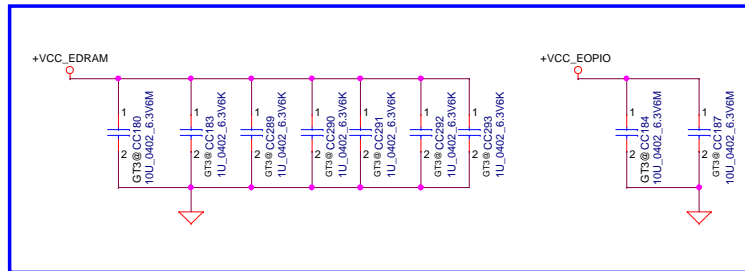 +VCC_EDRAM
1
2
GT3@ CC180
10U_0402_6.3V6M
1
2
GT3@ CC183
1U_0402_6.3V6K
1
2
GT3@ CC289
1U_0402_6.3V6K
1
2
GT3@ CC290
1U_0402_6.3V6K
1
2
GT3@ CC291
1U_0402_6.3V6K
1
2
GT3@ CC292
1U_0402_6.3V6K
1
2
GT3@ CC293
1U_0402_6.3V6K
+VCC_EOPIO
1
2
GT3@ CC184
10U_0402_6.3V6M
1
2
GT3@ CC187
10U_0402_6.3V6M